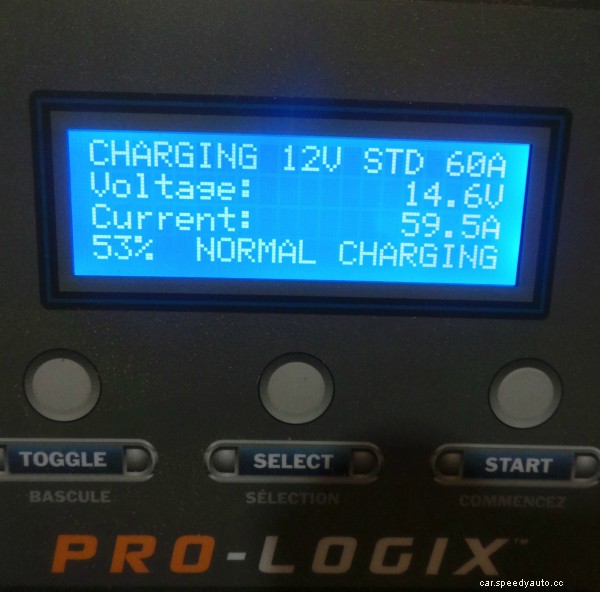 CHARGING 12V STD 60A
Voltage: 14.6V
Current: 59.5A
53% NORMAL CHARGING
TOGGLE SELECT START
BASCULE SÉLECTION COMMENCEZ
PRO-LOGIX™
car.speedyauto.cc